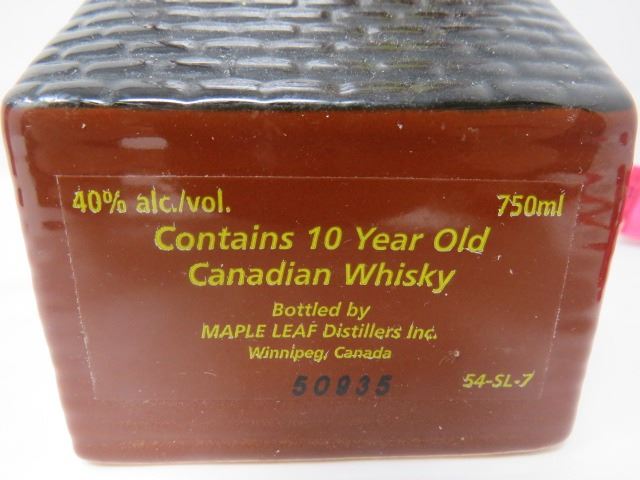 40% alc./vol. 750ml
Contains 10 Year Old
Canadian Whisky
Bottled by
MAPLE LEAF Distillers Inc.
Winnipeg, Canada
50935 54-SL-7